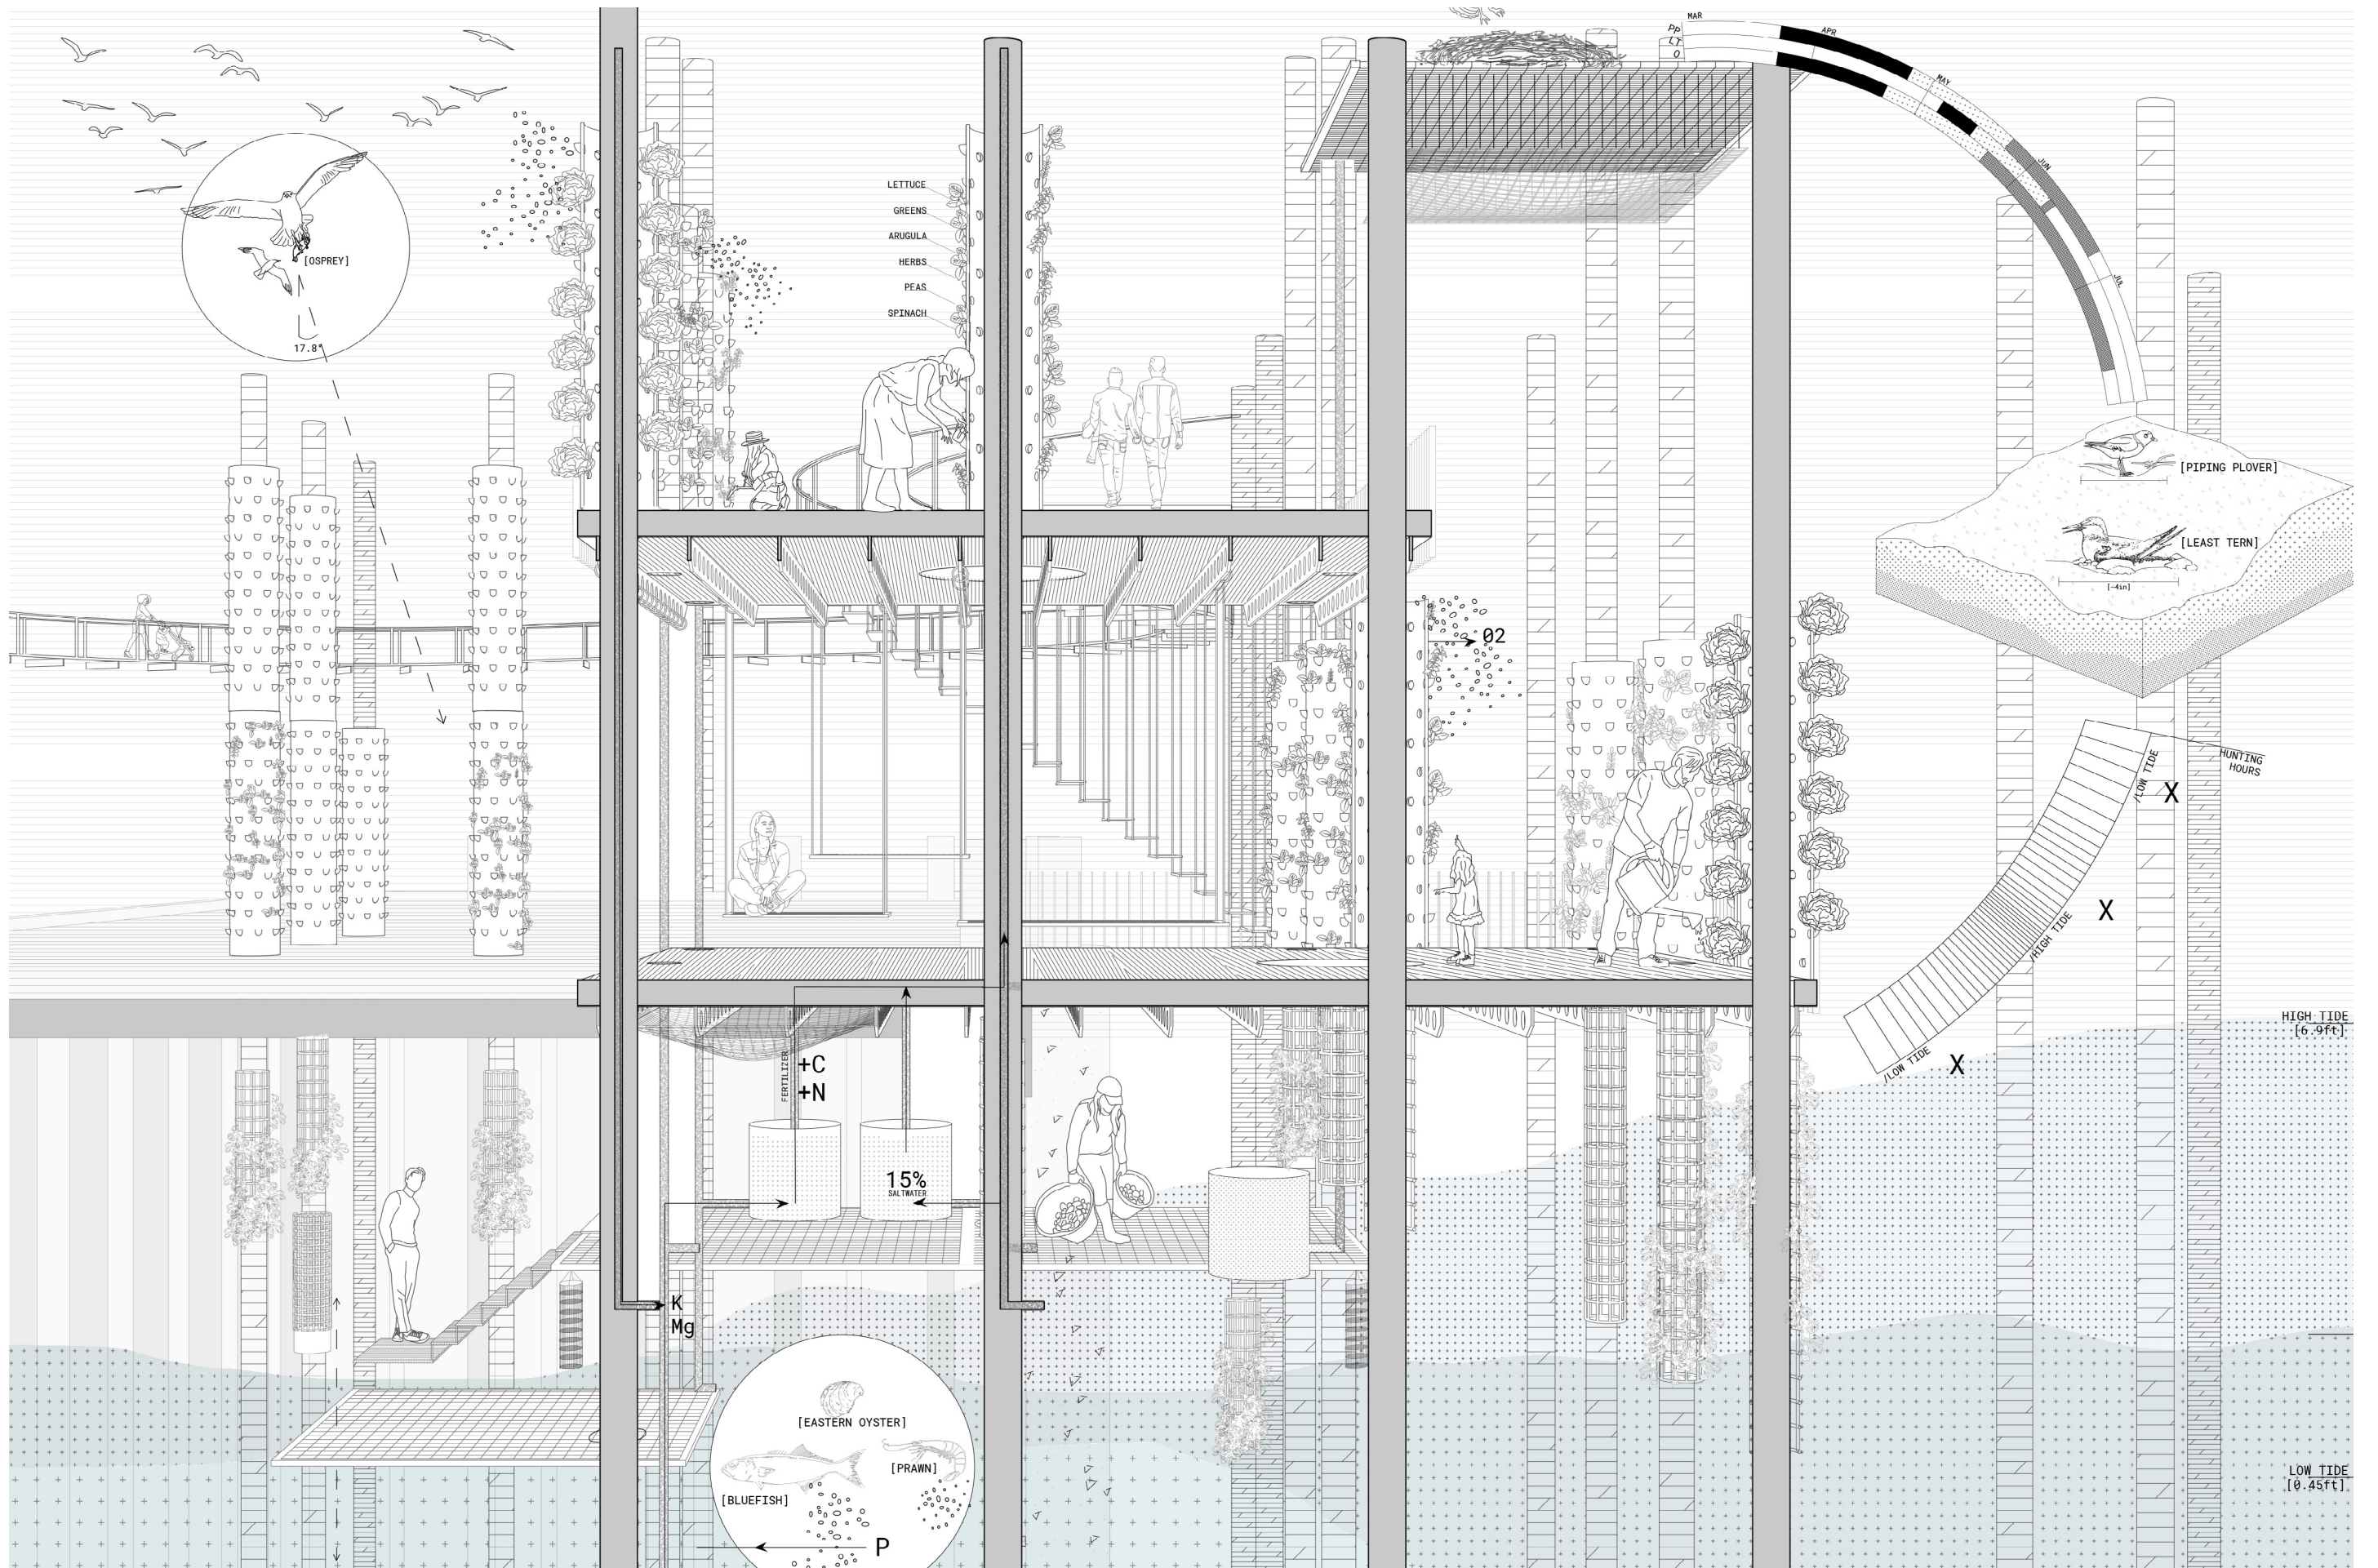 MAR
PP
LT
O
APR
MAY
JUN
JUL
[OSPREY]
17.8°
LETTUCE
GREENS
ARUGULA
HERBS
PEAS
SPINACH
[PIPING PLOVER]
[LEAST TERN]
[~4in]
02
HUNTING
HOURS
/LOW TIDE
X
X
/HIGH TIDE
/LOW TIDE
X
HIGH TIDE
[6.9ft]
FERTILIZER
+C
+N
15%
SALTWATER
K
Mg
[EASTERN OYSTER]
[PRAWN]
[BLUEFISH]
P
LOW TIDE
[0.45ft]